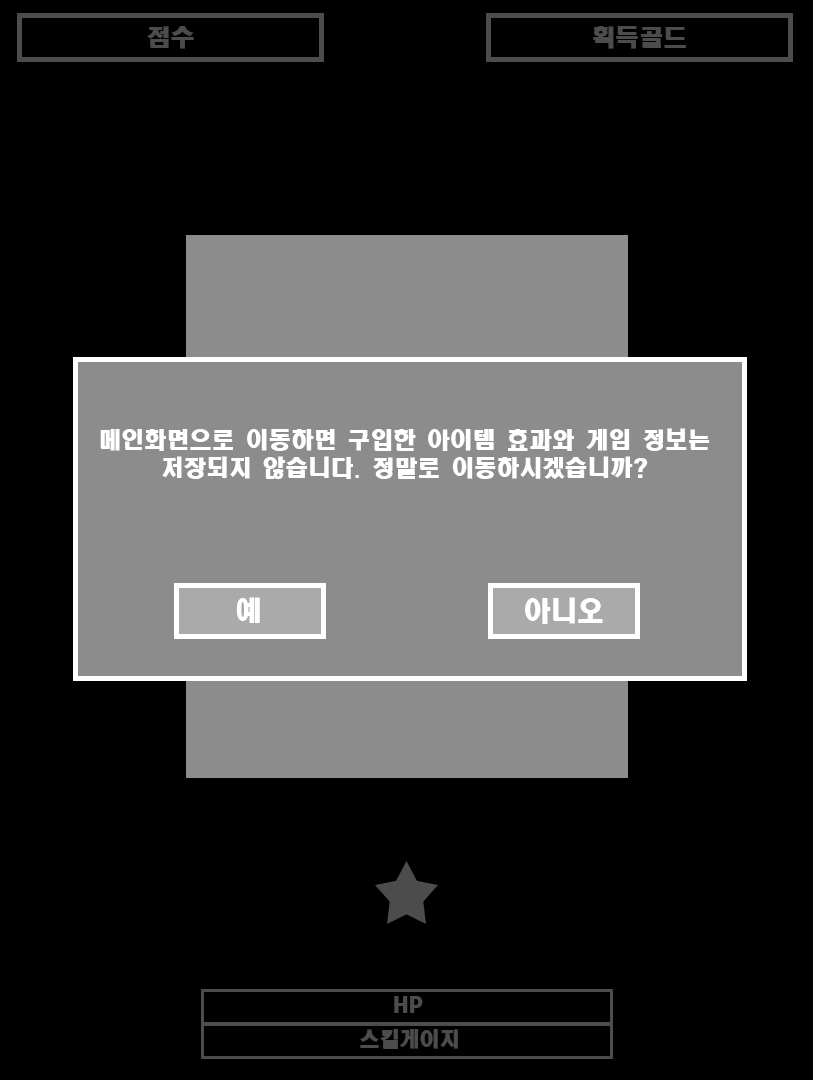 점수
획득골드
메인화면으로 이동하면 구입한 아이템 효과와 게임 정보는
저장되지 않습니다. 정말로 이동하시겠습니까?
예
아니오
HP
스킬게이지